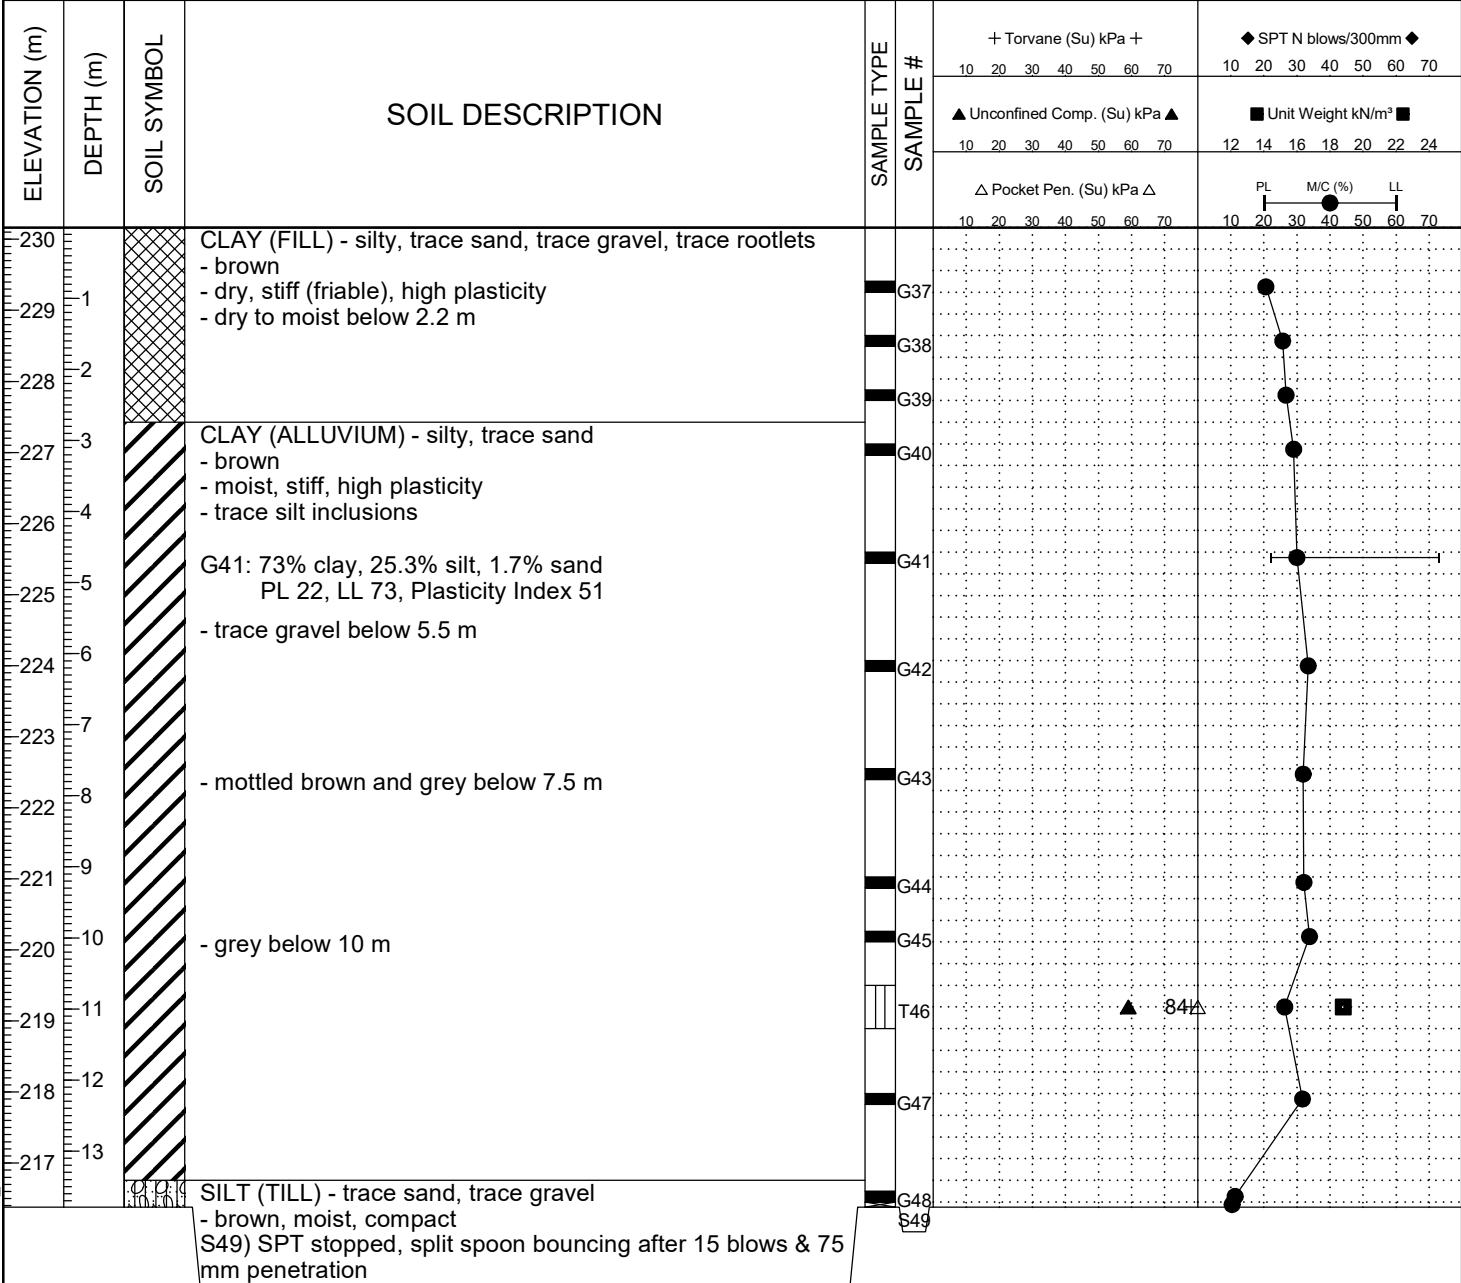 ELEVATION (m)
DEPTH (m)
SOIL SYMBOL
SOIL DESCRIPTION
SAMPLE TYPE
SAMPLE #
+ Torvane (Su) kPa +
10 20 30 40 50 60 70
▲ Unconfined Comp. (Su) kPa ▲
10 20 30 40 50 60 70
△ Pocket Pen. (Su) kPa △
10 20 30 40 50 60 70
◆ SPT N blows/300mm ◆
10 20 30 40 50 60 70
■ Unit Weight kN/m³ ■
12 14 16 18 20 22 24
PL M/C (%) LL
10 20 30 40 50 60 70
230
CLAY (FILL) - silty, trace sand, trace gravel, trace rootlets
- brown
- dry, stiff (friable), high plasticity
1
G37
229
- dry to moist below 2.2 m
G38
2
228
G39
CLAY (ALLUVIUM) - silty, trace sand
3
227
G40
- brown
- moist, stiff, high plasticity
- trace silt inclusions
4
226
G41: 73% clay, 25.3% silt, 1.7% sand
G41
5
PL 22, LL 73, Plasticity Index 51
225
- trace gravel below 5.5 m
6
224
G42
7
223
- mottled brown and grey below 7.5 m
G43
8
222
9
221
G44
10
- grey below 10 m
G45
220
11
84
T46
219
12
218
G47
13
217
SILT (TILL) - trace sand, trace gravel
G48
- brown, moist, compact
S49
S49) SPT stopped, split spoon bouncing after 15 blows & 75
mm penetration